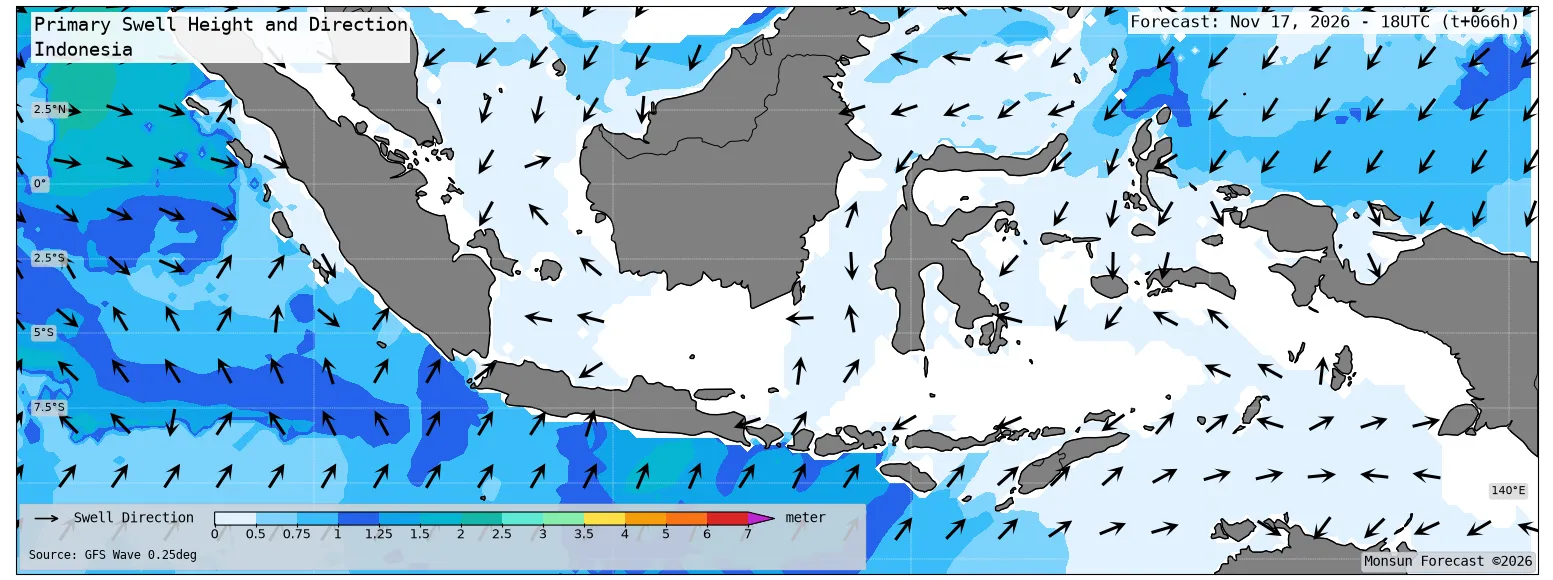 Primary Swell Height and Direction
Indonesia
Forecast: Nov 17, 2026 - 18UTC (t+066h)
2.5°N
0°
2.5°S
5°S
7.5°S
140°E
Swell Direction
0 0.5 0.75 1 1.25 1.5 2 2.5 3 3.5 4 5 6 7
meter
Source: GFS Wave 0.25deg
Monsun Forecast ©2026